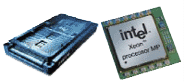 intel
Xeon
processor MP